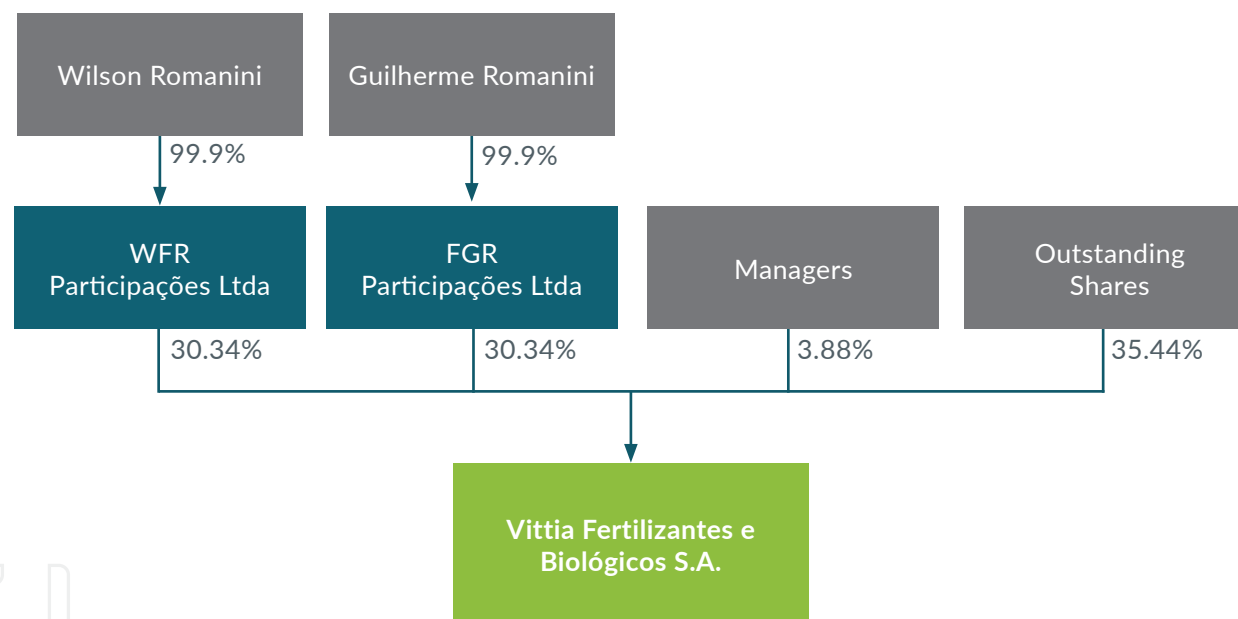 Wilson Romanini
Guilherme Romanini
99.9%
99.9%
WFR
Participações Ltda
FGR
Participações Ltda
Managers
Outstanding
Shares
30.34%
30.34%
3.88%
35.44%
Vittia Fertilizantes e
Biológicos S.A.